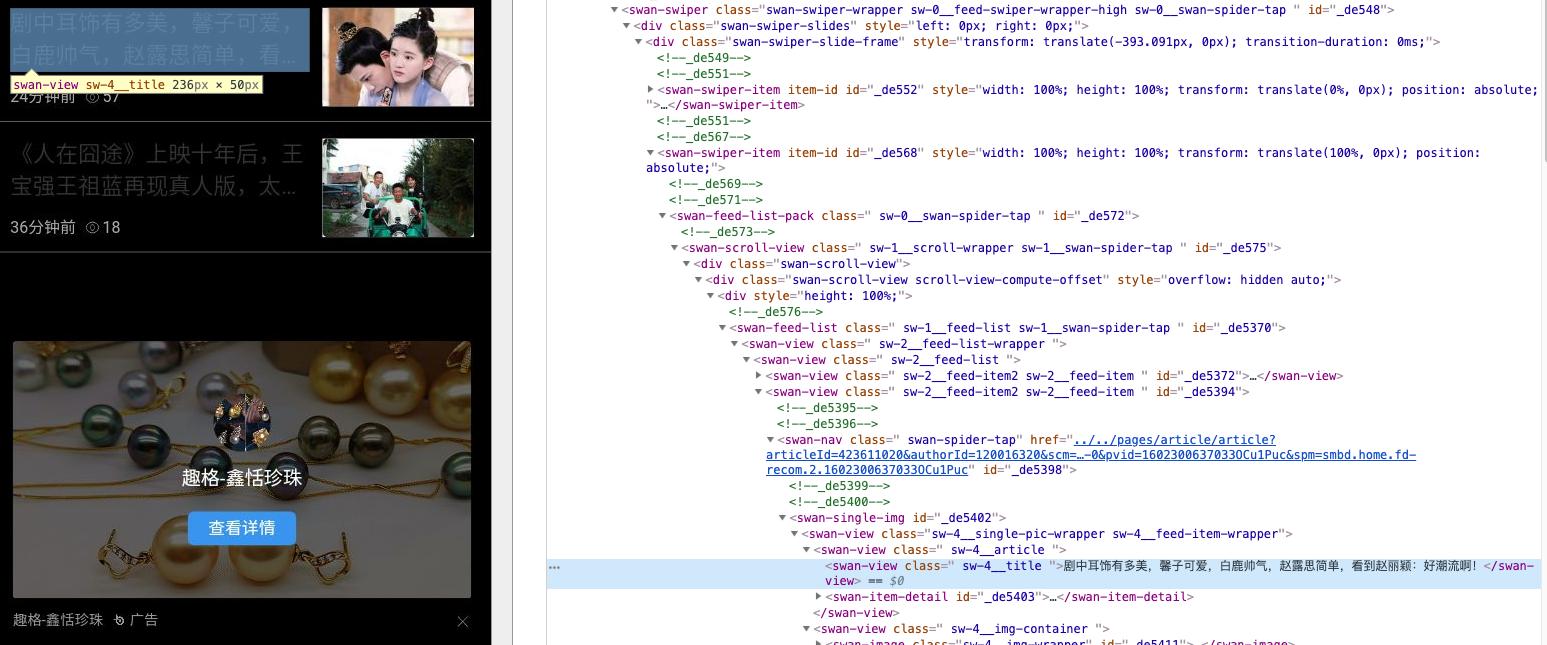 剧中耳饰有多美，馨子可爱，
白鹿帅气，赵露思简单，看...
swan-view sw-4__title 236px × 50px
24分钟前 57
《人在囧途》上映十年后，王
宝强王祖蓝再现真人版，太...
36分钟前 18
趣格-鑫恬珍珠
查看详情
趣格-鑫恬珍珠 广告
<swan-swiper class="swan-swiper-wrapper sw-0__feed-swiper-wrapper-high sw-0__swan-spider-tap " id="_de548">
<div class="swan-swiper-slides" style="left: 0px; right: 0px;">
<div class="swan-swiper-slide-frame" style="transform: translate(-393.091px, 0px); transition-duration: 0ms;">
<!--_de549-->
<!--_de551-->
<swan-swiper-item item-id id="_de552" style="width: 100%; height: 100%; transform: translate(0%, 0px); position: absolute;
">…</swan-swiper-item>
<!--_de551-->
<!--_de567-->
<swan-swiper-item item-id id="_de568" style="width: 100%; height: 100%; transform: translate(100%, 0px); position:
absolute;">
<!--_de569-->
<!--_de571-->
<swan-feed-list-pack class=" sw-0__swan-spider-tap " id="_de572">
<!--_de573-->
<swan-scroll-view class=" sw-1__scroll-wrapper sw-1__swan-spider-tap " id="_de575">
<div class="swan-scroll-view">
<div class="swan-scroll-view scroll-view-compute-offset" style="overflow: hidden auto;">
<div style="height: 100%;">
<!--_de576-->
<swan-feed-list class=" sw-1__feed-list sw-1__swan-spider-tap " id="_de5370">
<swan-view class=" sw-2__feed-list-wrapper ">
<swan-view class=" sw-2__feed-list ">
<swan-view class=" sw-2__feed-item2 sw-2__feed-item " id="_de5372">…</swan-view>
<swan-view class=" sw-2__feed-item2 sw-2__feed-item " id="_de5394">
<!--_de5395-->
<!--_de5396-->
<swan-nav class=" swan-spider-tap" href="../../pages/article/article?
articleId=423611020&authorId=120016320&scm=…-0&pvid=1602300637033OCu1Puc&spm=smbd.home.fd-
recom.2.1602300637033OCu1Puc" id="_de5398">
<!--_de5399-->
<!--_de5400-->
<swan-single-img id="_de5402">
<swan-view class="sw-4__single-pic-wrapper sw-4__feed-item-wrapper">
<swan-view class=" sw-4__article ">
<swan-view class=" sw-4__title ">剧中耳饰有多美，馨子可爱，白鹿帅气，赵露思简单，看到赵丽颖：好潮流啊！</swan-
view> == $0
<swan-item-detail id="_de5403">…</swan-item-detail>
</swan-view>
<swan-view class=" sw-4__img-container ">
<swan-image class="sw-4__img-wrapper" id="_de5411">…</swan-image>